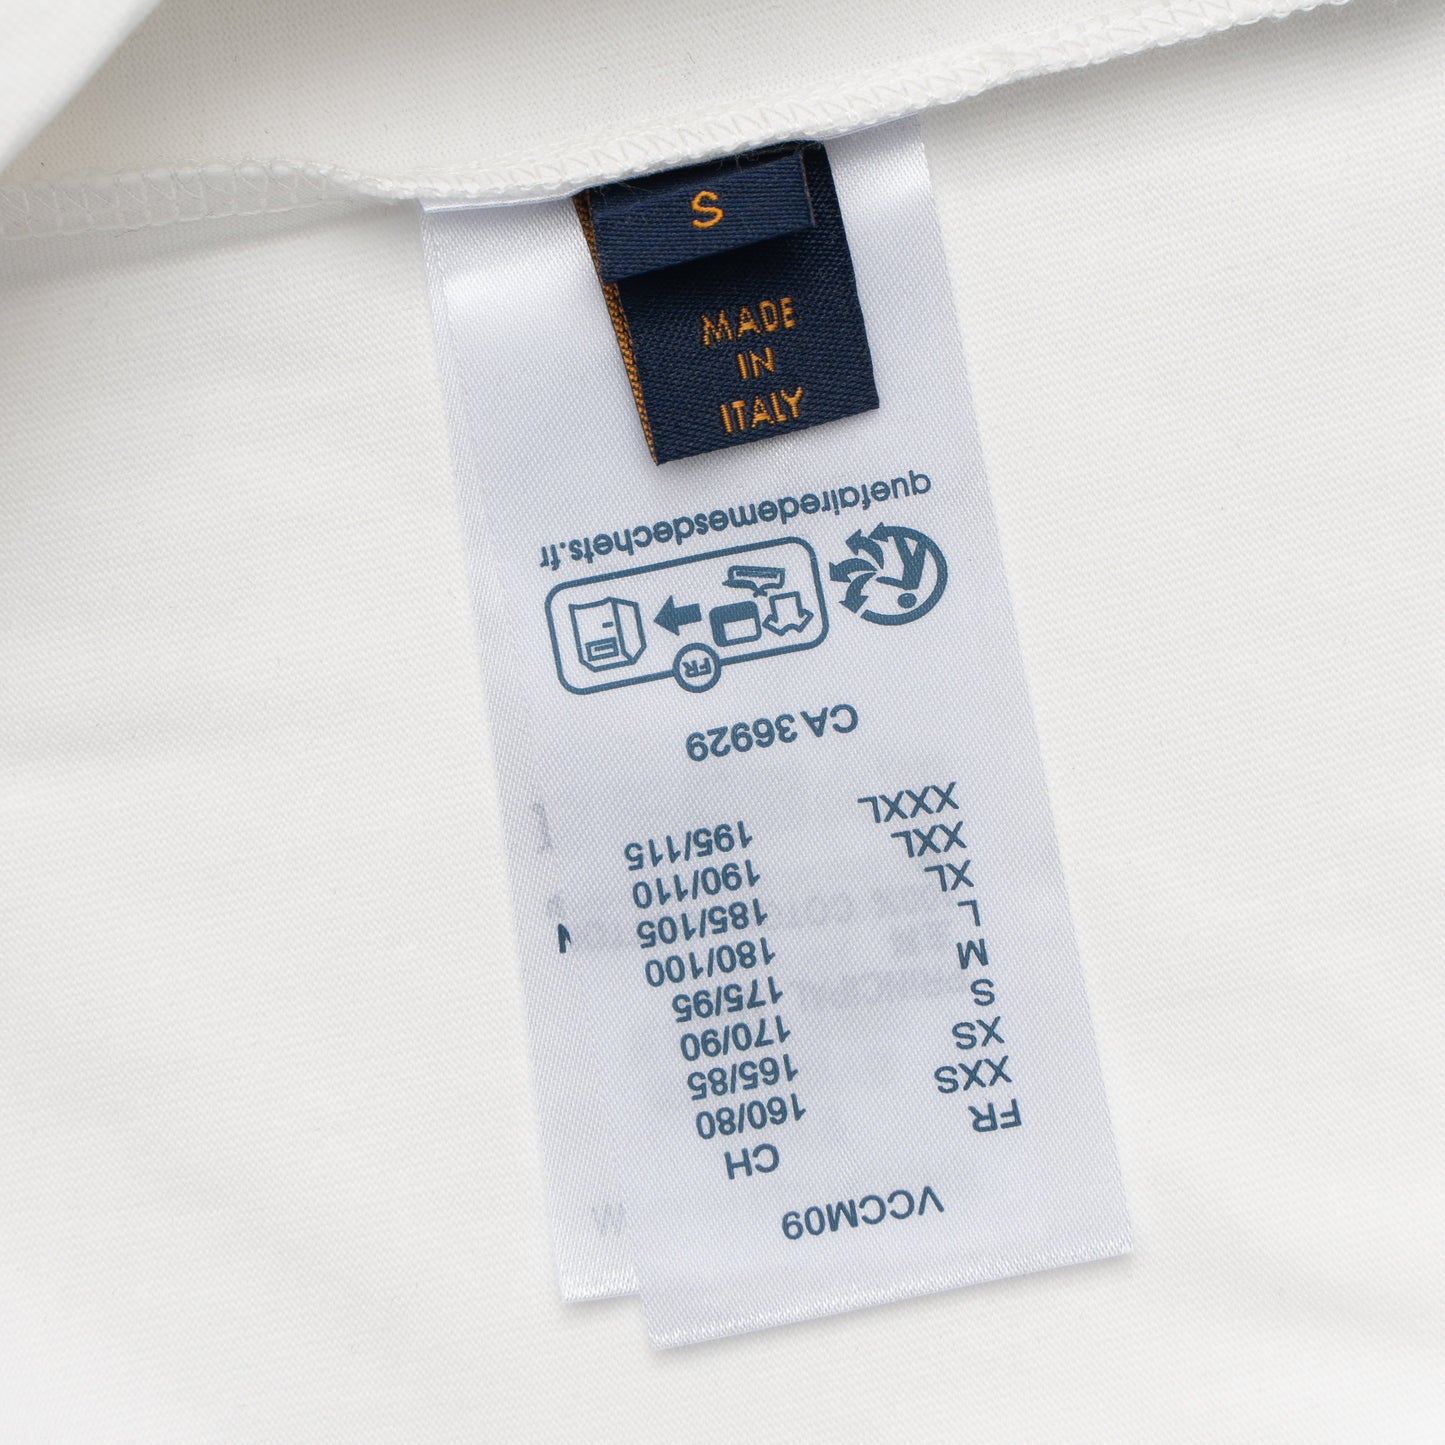 S
MADE
IN
ITALY
VCCM09
FR CH
XXS 160/80
XS 165/85
S 170/90
M 175/95
L 180/100
XL 185/105
XXL 190/110
XXXL 195/115
CA 36929
FR
quefairedemesdechets.fr
W